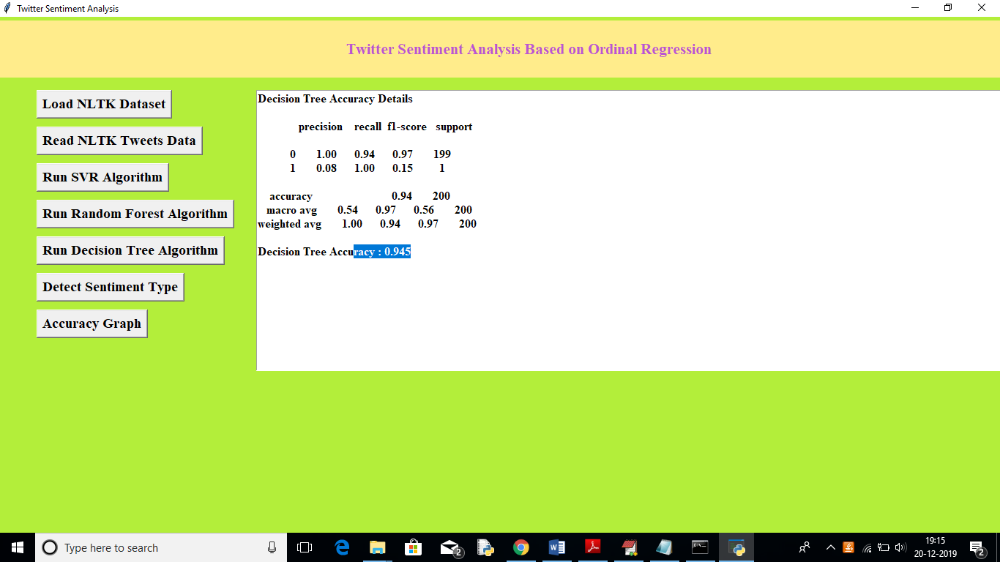 Twitter Sentiment Analysis
Twitter Sentiment Analysis Based on Ordinal Regression
Load NLTK Dataset
Read NLTK Tweets Data
Run SVR Algorithm
Run Random Forest Algorithm
Run Decision Tree Algorithm
Detect Sentiment Type
Accuracy Graph
Decision Tree Accuracy Details
precision recall f1-score support
0 1.00 0.94 0.97 199
1 0.08 1.00 0.15 1
accuracy 0.94 200
macro avg 0.54 0.97 0.56 200
weighted avg 1.00 0.94 0.97 200
Decision Tree Accuracy : 0.945
Type here to search
2
19:15
20-12-2019
2